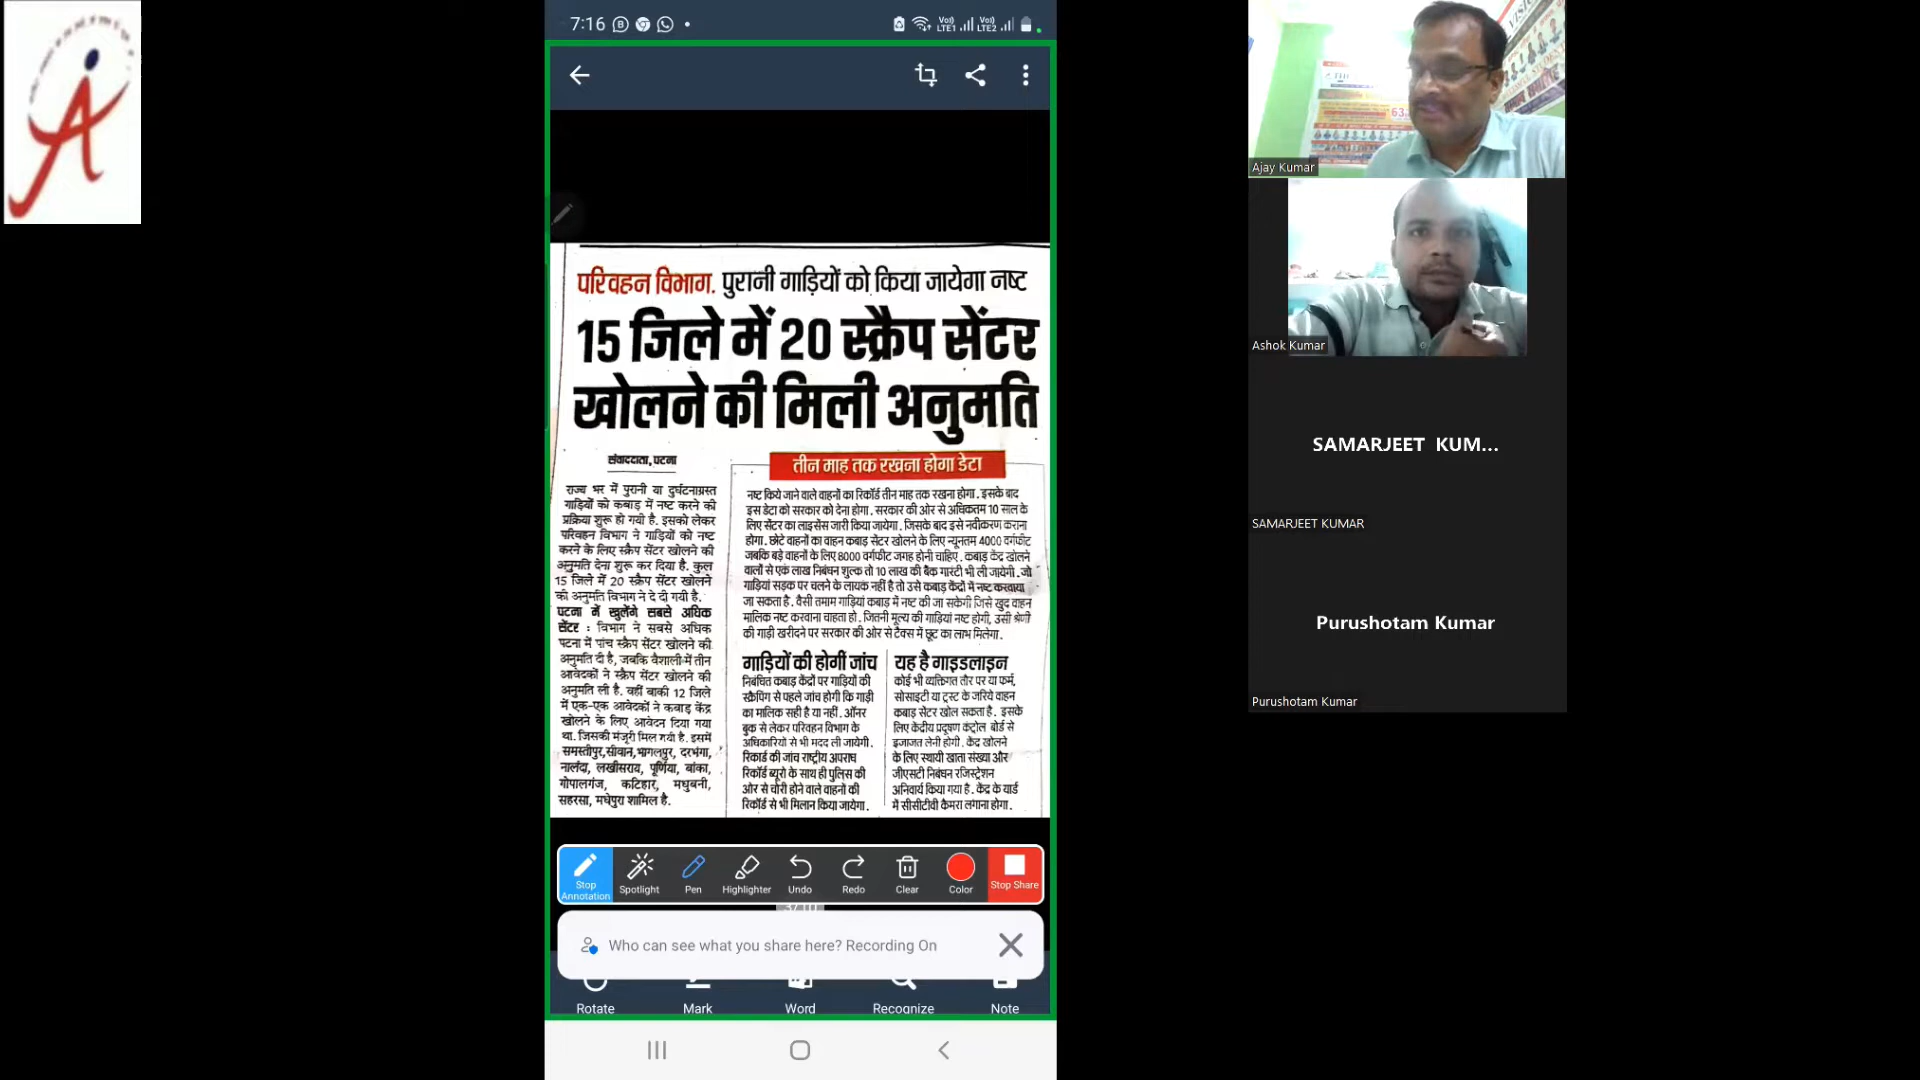 7:16
परिवहन विभाग. पुरानी गाड़ियों को किया जायेगा नष्ट
15 जिले में 20 स्क्रैप सेंटर
खोलने की मिली अनुमति
संवाददाता, पटना
राज्य भर में पुरानी या दुर्घटनाग्रस्त
गाड़ियों को कबाड़ में नष्ट करने की
प्रक्रिया शुरू हो गयी है. इसको लेकर
परिवहन विभाग ने गाड़ियों को नष्ट
करने के लिए स्क्रैप सेंटर खोलने की
अनुमति देना शुरू कर दिया है. कुल
15 जिले में 20 स्क्रैप सेंटर खोलने
की अनुमति विभाग ने दे दी गयी है.
पटना में खुलेंगे सबसे अधिक
सेंटर : विभाग ने सबसे अधिक
पटना में पांच स्क्रैप सेंटर खोलने की
अनुमति दी है, जबकि वैशाली में तीन
आवेदकों ने स्क्रैप सेंटर खोलने की
अनुमति ली है. वहीं बाकी 12 जिले
में एक-एक आवेदकों ने कबाड़ केंद्र
खोलने के लिए आवेदन दिया गया
था. जिसकी मंजूरी मिल गयी है. इसमें
समस्तीपुर,सीवान,भागलपुर, दरभंगा,
नालंदा, लखीसराय, पूर्णिया, बांका,
गोपालगंज, कटिहार, मधुबनी,
सहरसा, मधेपुरा शामिल है.
तीन माह तक रखना होगा डेटा
नष्ट किये जाने वाले वाहनों का रिकॉर्ड तीन माह तक रखना होगा. इसके बाद
इस डेटा को सरकार को देना होगा. सरकार की ओर से अधिकतम 10 साल के
लिए सेंटर का लाइसेंस जारी किया जायेगा. जिसके बाद इसे नवीकरण कराना
होगा. छोटे वाहनों का वाहन कबाड़ सेंटर खोलने के लिए न्यूनतम 4000 वर्गफीट
जबकि बड़े वाहनों के लिए 8000 वर्गफीट जगह होनी चाहिए. कबाड़ केंद्र खोलने
वालों से एक लाख निबंधन शुल्क तो 10 लाख की बैंक गारंटी भी ली जायेगी. जो
गाड़ियां सड़क पर चलने के लायक नहीं है तो उसे कबाड़ केंद्रों में नष्ट करवाया
जा सकता है. वैसी तमाम गाड़ियां कबाड़ में नष्ट की जा सकेगी जिसे खुद वाहन
मालिक नष्ट करवाना चाहता हो. जितनी मूल्य की गाड़ियां नष्ट होगी, उसी श्रेणी
की गाड़ी खरीदने पर सरकार की ओर से टैक्स में छूट का लाभ मिलेगा.
गाड़ियों की होगी जांच
निबंधित कबाड़ केंद्रों पर गाड़ियों की
स्क्रैपिंग से पहले जांच होगी कि गाड़ी
का मालिक सही है या नहीं. ऑनर
बुक से लेकर परिवहन विभाग के
अधिकारियों से भी मदद ली जायेगी.
रिकार्ड की जांच राष्ट्रीय अपराध
रिकॉर्ड ब्यूरो के साथ ही पुलिस की
ओर से चोरी होने वाले वाहनों की
रिकॉर्ड से भी मिलान किया जायेगा.
यह है गाइडलाइन
कोई भी व्यक्तिगत तौर पर या फर्म,
सोसाइटी या ट्रस्ट के जरिये वाहन
कबाड़ सेंटर खोल सकता है. इसके
लिए केंद्रीय प्रदूषण कंट्रोल बोर्ड से
इजाजत लेनी होगी. केंद्र खोलने
के लिए स्थायी खाता संख्या और
जीएसटी निबंधन रजिस्ट्रेशन
अनिवार्य किया गया है. केंद्र के यार्ड
में सीसीटीवी कैमरा लगाना होगा.
Stop Annotation
Spotlight
Pen
Highlighter
Undo
Redo
Clear
Color
Stop Share
Who can see what you share here? Recording On
Rotate
Mark
Word
Recognize
Note
Ajay Kumar
Ashok Kumar
SAMARJEET KUM...
SAMARJEET KUMAR
Purushotam Kumar
Purushotam Kumar